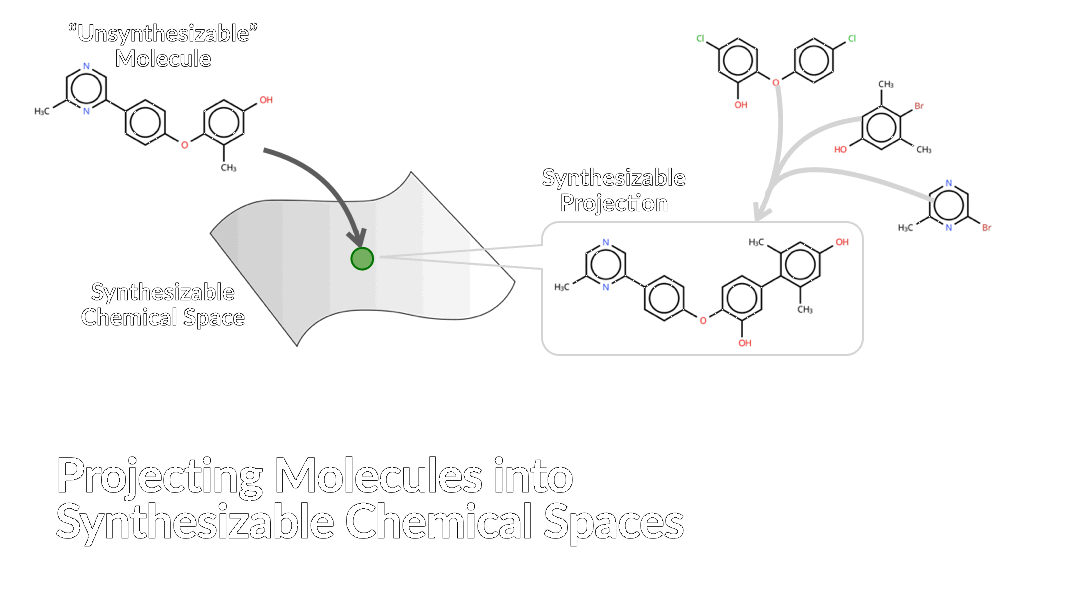 “Unsynthesizable”
Molecule
N
N
H₃C
O
OH
CH₃
Cl
Cl
O
OH
CH₃
Br
HO
CH₃
N
H₃C
N
Br
Synthesizable
Projection
N
N
H₃C
O
OH
H₃C
OH
CH₃
Synthesizable
Chemical Space
Projecting Molecules into
Synthesizable Chemical Spaces